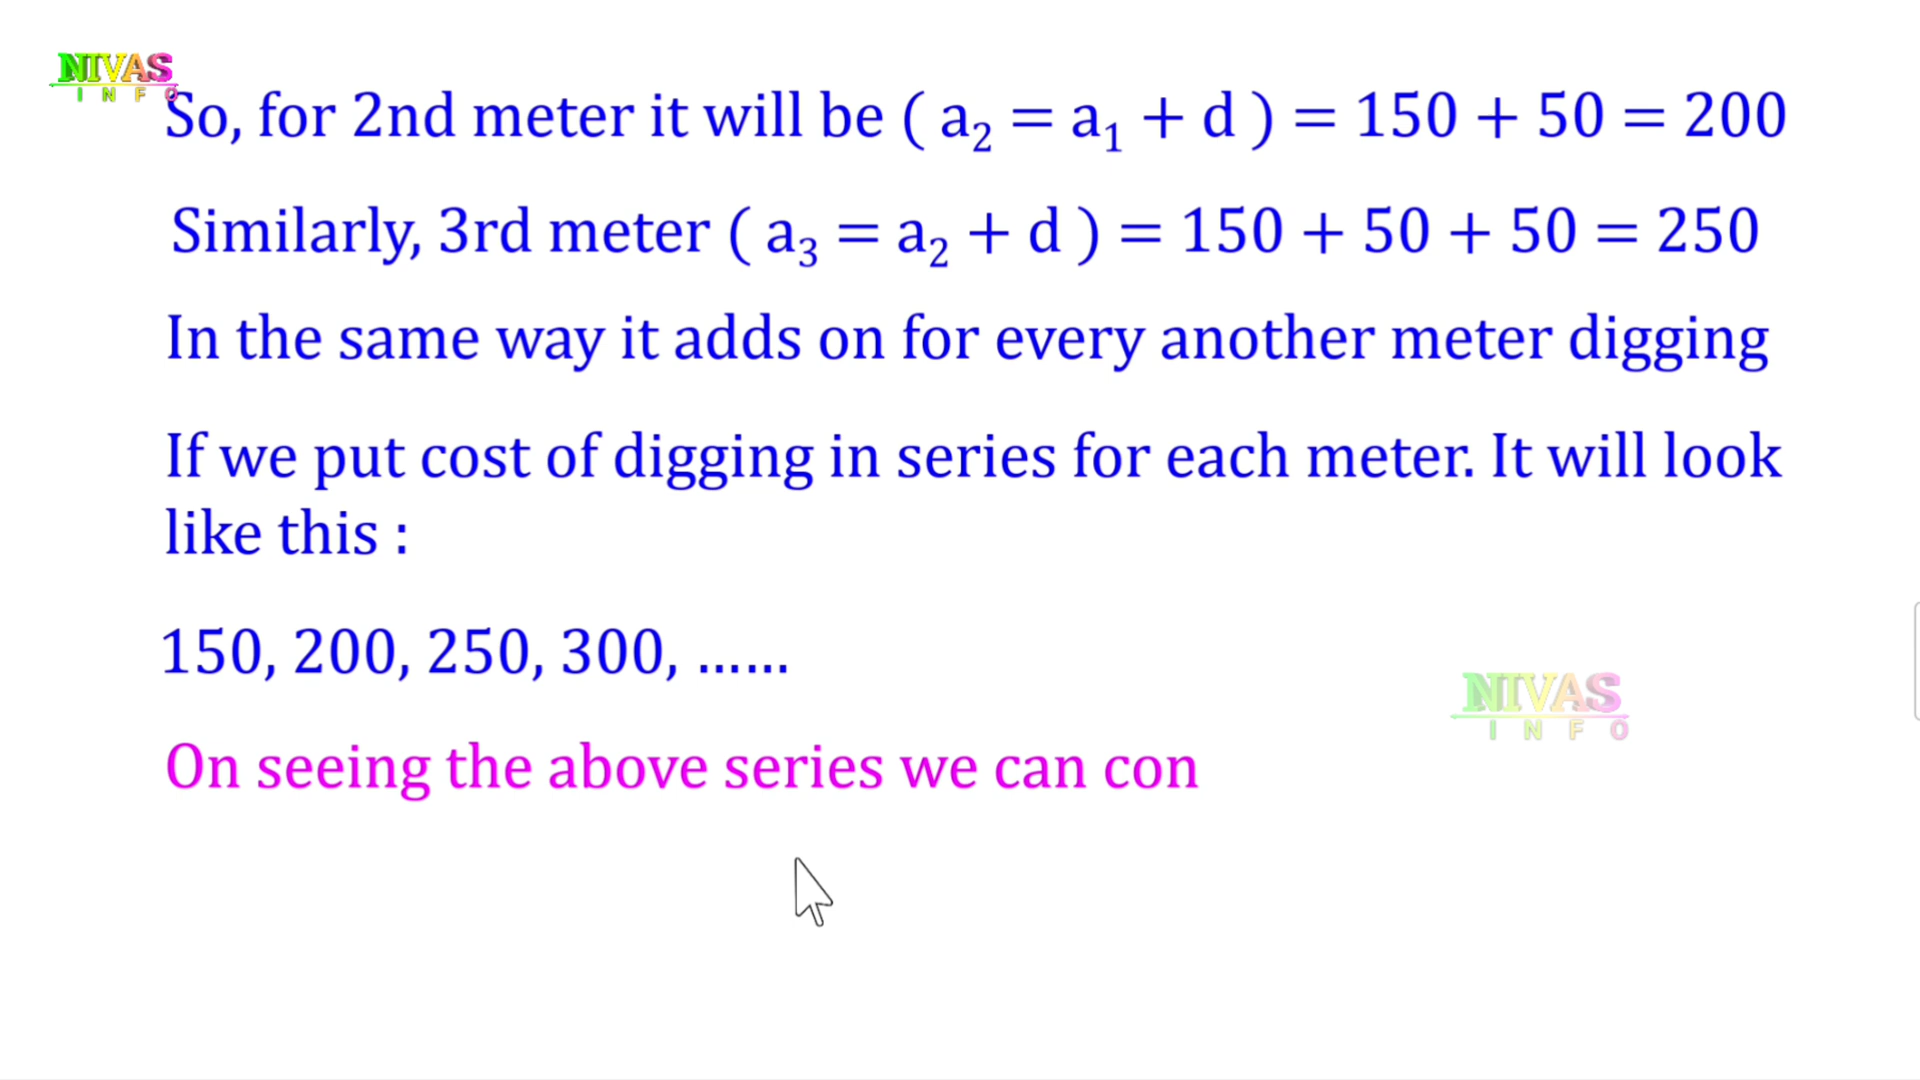 NIVAS
INFO
So, for 2nd meter it will be ( a₂ = a₁ + d ) = 150 + 50 = 200
Similarly, 3rd meter ( a₃ = a₂ + d ) = 150 + 50 + 50 = 250
In the same way it adds on for every another meter digging
If we put cost of digging in series for each meter. It will look
like this :
150, 200, 250, 300, ......
NIVAS
INFO
On seeing the above series we can con